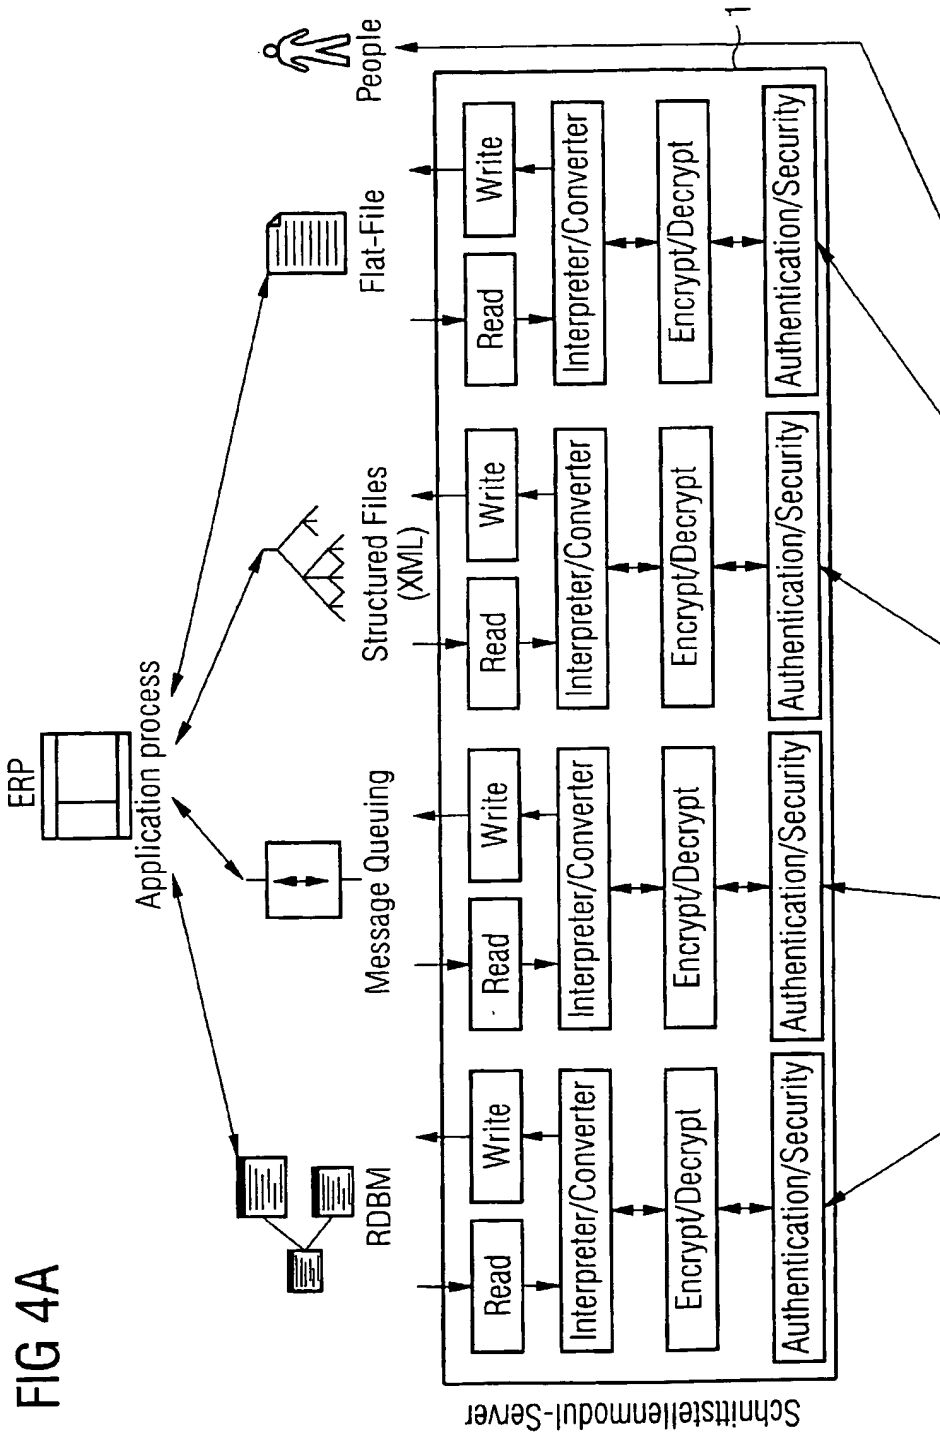 FIG 4A
ERP
Application process
RDBM
Message Queuing
Structured Files
(XML)
Flat-File
People
Schnittstellenmodul-Server
1
Read
Write
Read
Write
Read
Write
Read
Write
Interpreter/Converter
Interpreter/Converter
Interpreter/Converter
Interpreter/Converter
Encrypt/Decrypt
Encrypt/Decrypt
Encrypt/Decrypt
Encrypt/Decrypt
Authentication/Security
Authentication/Security
Authentication/Security
Authentication/Security